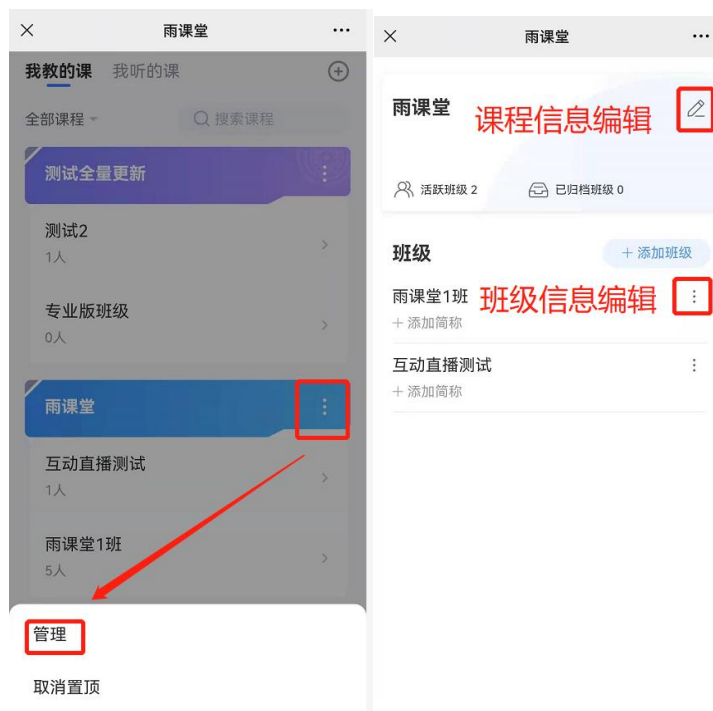 雨课堂
我教的课 我听的课
全部课程 搜索课程
测试全量更新
测试2
1人
专业版班级
0人
雨课堂
互动直播测试
1人
雨课堂1班
5人
管理
取消置顶
雨课堂
雨课堂 课程信息编辑
活跃班级 2 已归档班级 0
班级 + 添加班级
雨课堂1班 班级信息编辑
+ 添加简称
互动直播测试
+ 添加简称